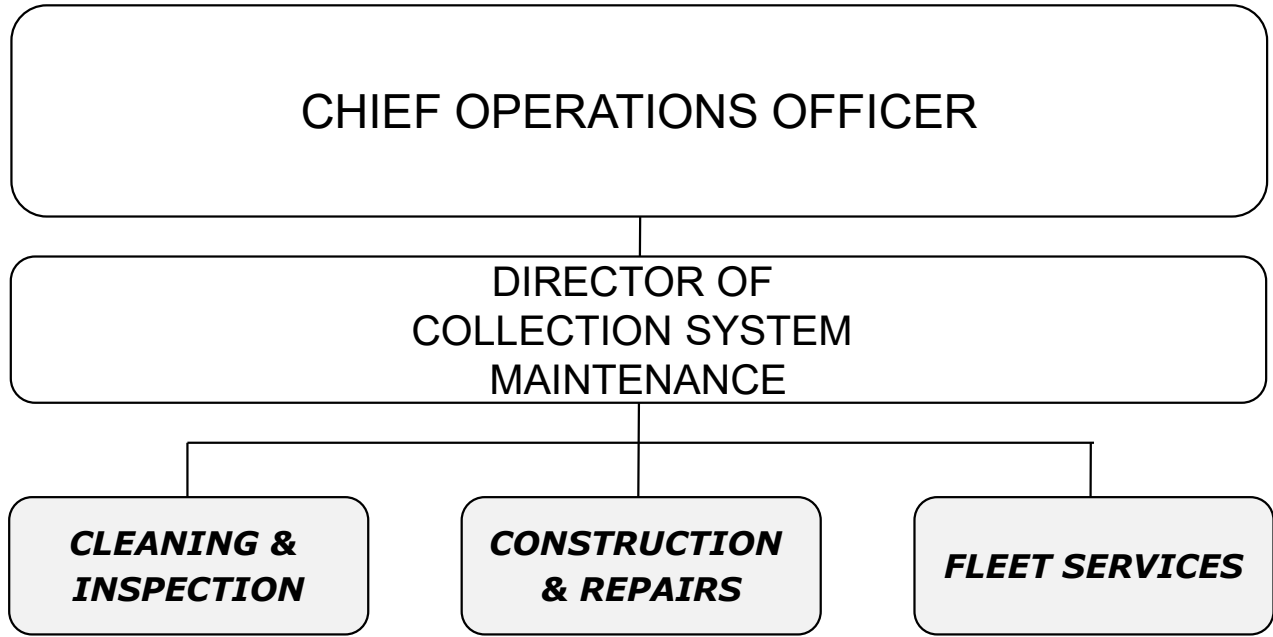 CHIEF OPERATIONS OFFICER
DIRECTOR OF
COLLECTION SYSTEM
MAINTENANCE
CLEANING &
INSPECTION
CONSTRUCTION
& REPAIRS
FLEET SERVICES